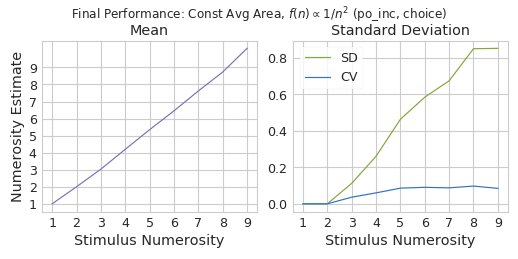 Final Performance: Const Avg Area, f(n) ∝ 1/n² (po_inc, choice)
Mean
Standard Deviation
Numerosity Estimate
9
8
7
6
5
4
3
2
1
1 2 3 4 5 6 7 8 9
Stimulus Numerosity
SD
CV
0.8
0.6
0.4
0.2
0.0
1 2 3 4 5 6 7 8 9
Stimulus Numerosity